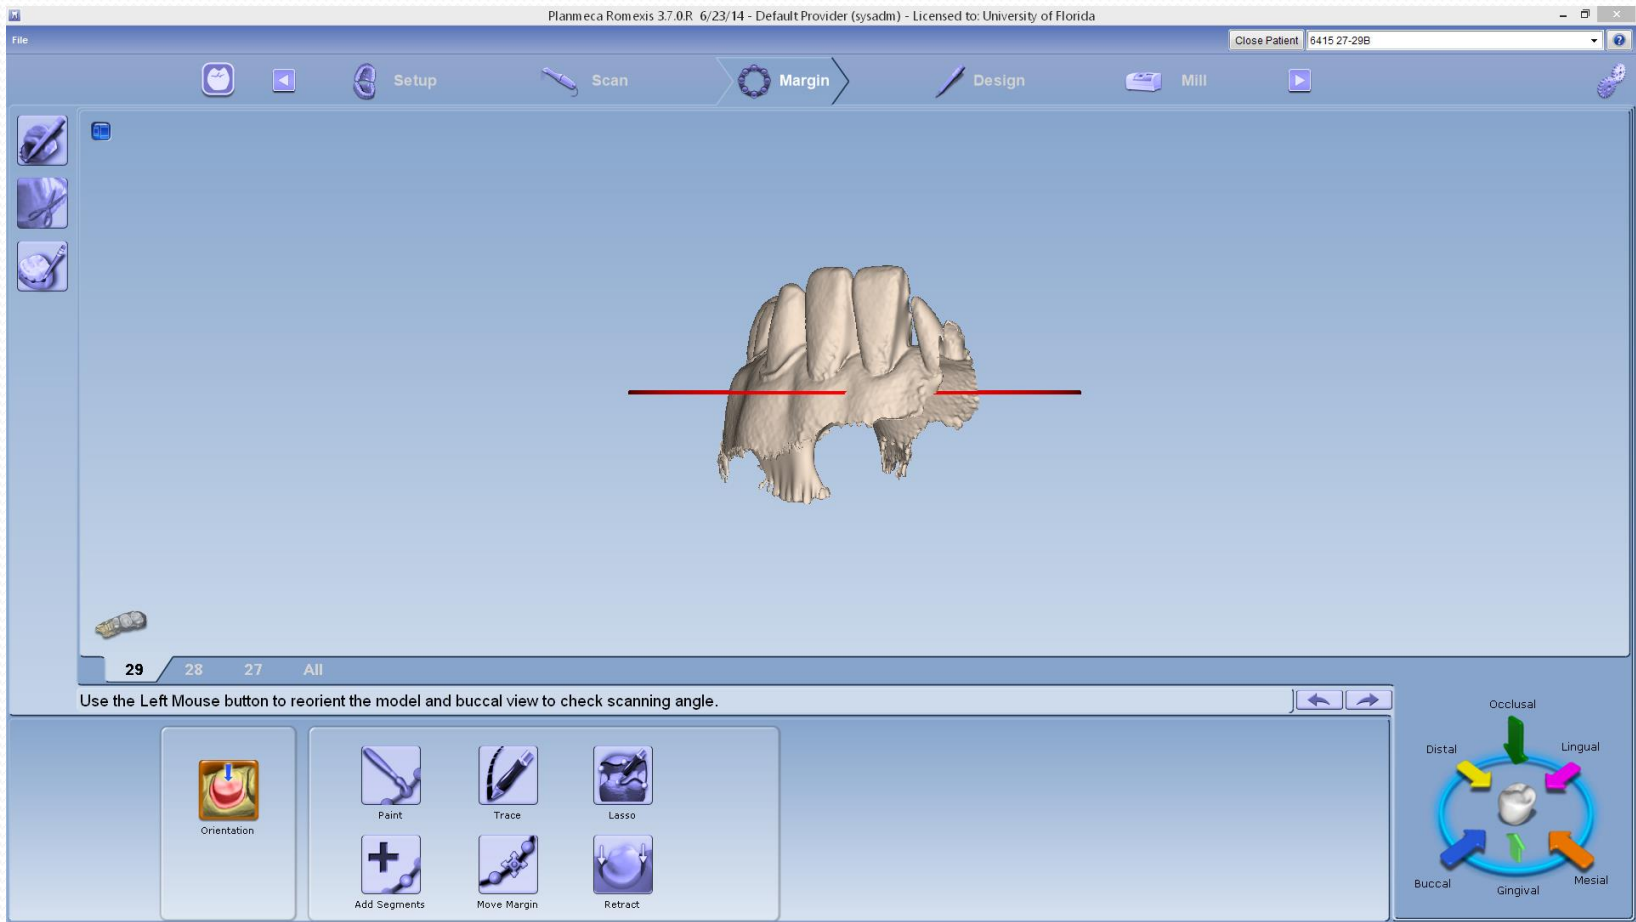 Planmeca Romexis 3.7.0.R 6/23/14 - Default Provider (sysadm) - Licensed to: University of Florida
File
Close Patient
6415 27-29B
Setup
Scan
Margin
Design
Mill
29 28 27 All
Use the Left Mouse button to reorient the model and buccal view to check scanning angle.
Orientation
Paint
Trace
Lasso
Add Segments
Move Margin
Retract
Occlusal
Distal
Lingual
Buccal
Gingival
Mesial